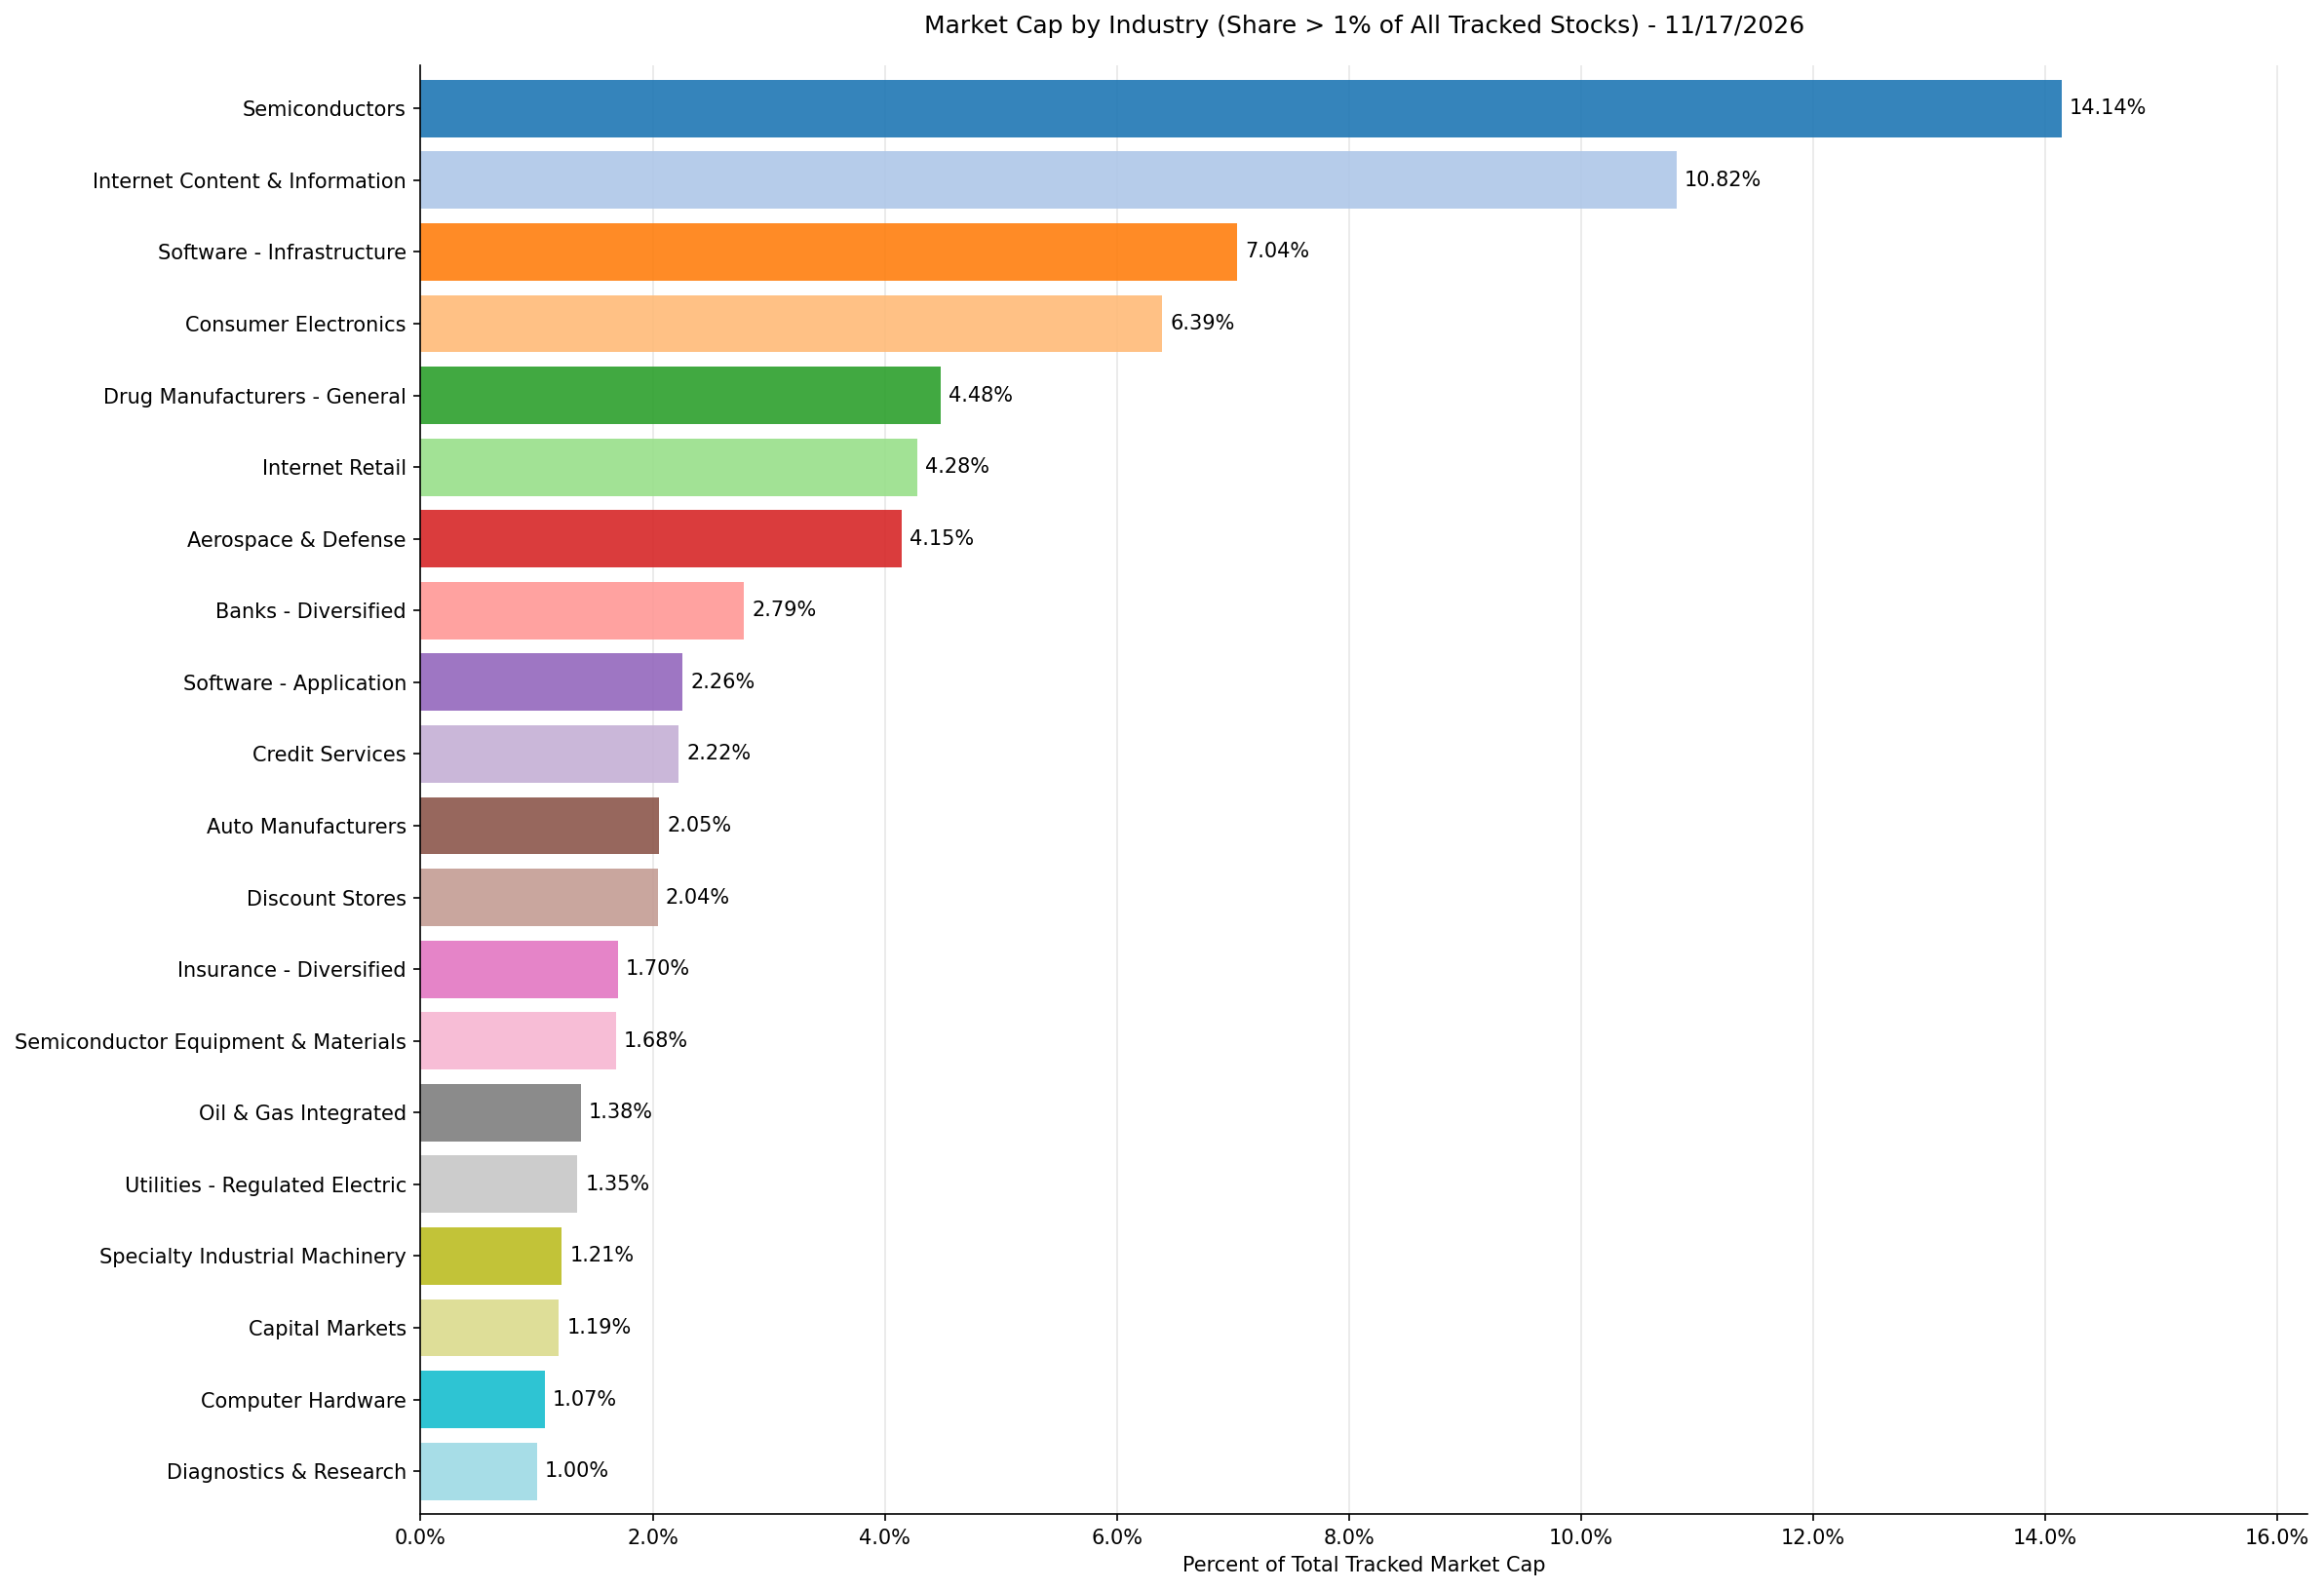 Market Cap by Industry (Share > 1% of All Tracked Stocks) - 11/17/2026
Semiconductors 14.14%
Internet Content & Information 10.82%
Software - Infrastructure 7.04%
Consumer Electronics 6.39%
Drug Manufacturers - General 4.48%
Internet Retail 4.28%
Aerospace & Defense 4.15%
Banks - Diversified 2.79%
Software - Application 2.26%
Credit Services 2.22%
Auto Manufacturers 2.05%
Discount Stores 2.04%
Insurance - Diversified 1.70%
Semiconductor Equipment & Materials 1.68%
Oil & Gas Integrated 1.38%
Utilities - Regulated Electric 1.35%
Specialty Industrial Machinery 1.21%
Capital Markets 1.19%
Computer Hardware 1.07%
Diagnostics & Research 1.00%
0.0% 2.0% 4.0% 6.0% 8.0% 10.0% 12.0% 14.0% 16.0%
Percent of Total Tracked Market Cap